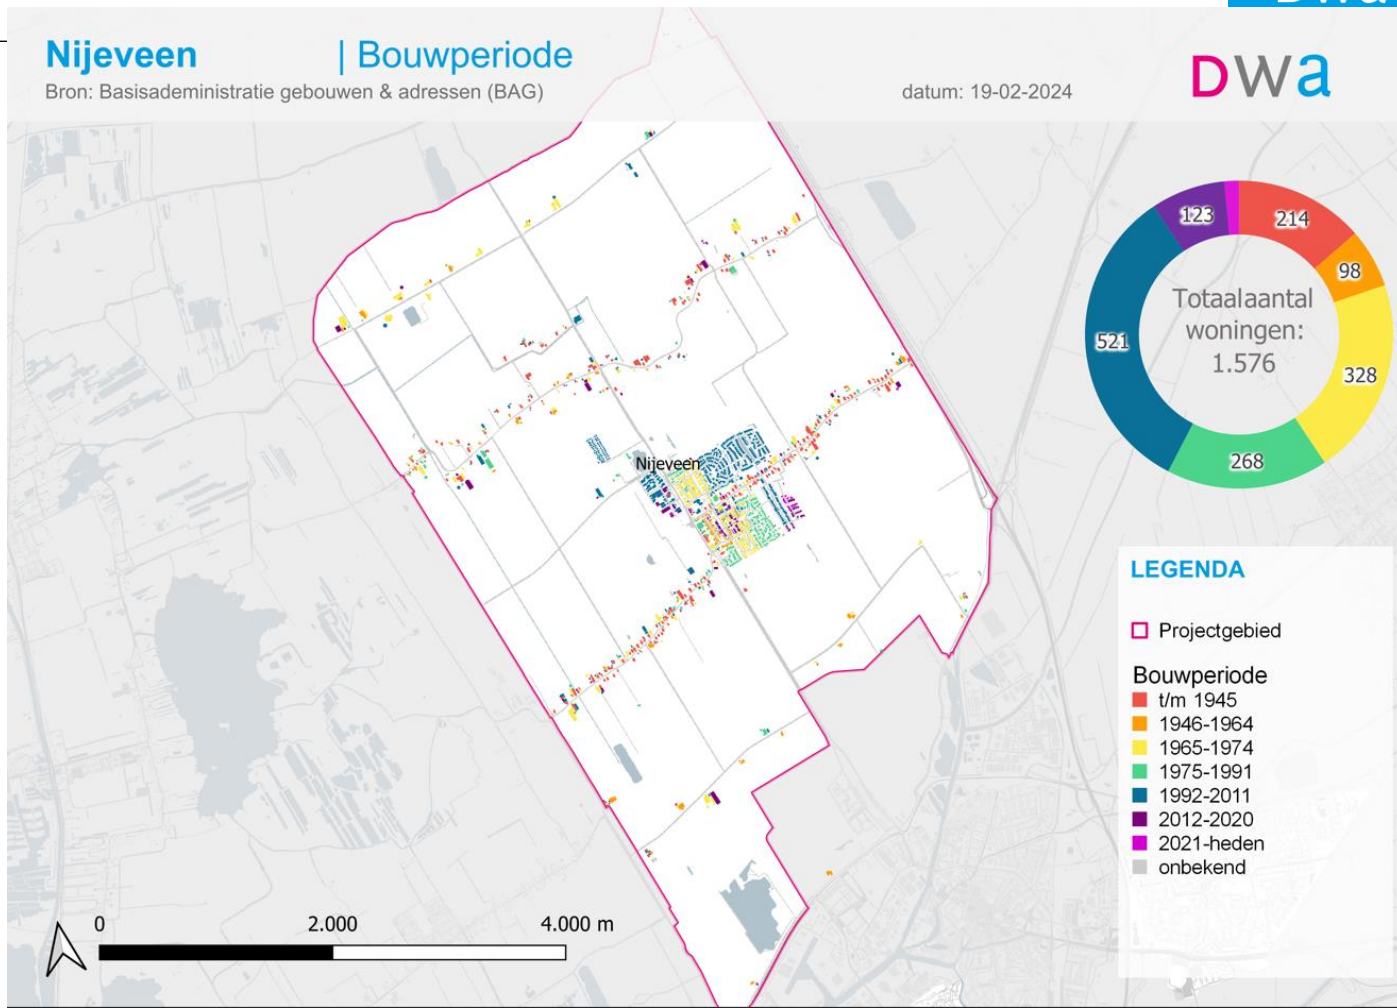 Nijeveen | Bouwperiode
Bron: Basisadeministratie gebouwen & adressen (BAG)
datum: 19-02-2024
DWa
123
214
98
Totaalaantal
woningen:
1.576
521
328
268
Nijeveen
LEGENDA
Projectgebied
Bouwperiode
t/m 1945
1946-1964
1965-1974
1975-1991
1992-2011
2012-2020
2021-heden
onbekend
0 2.000 4.000 m